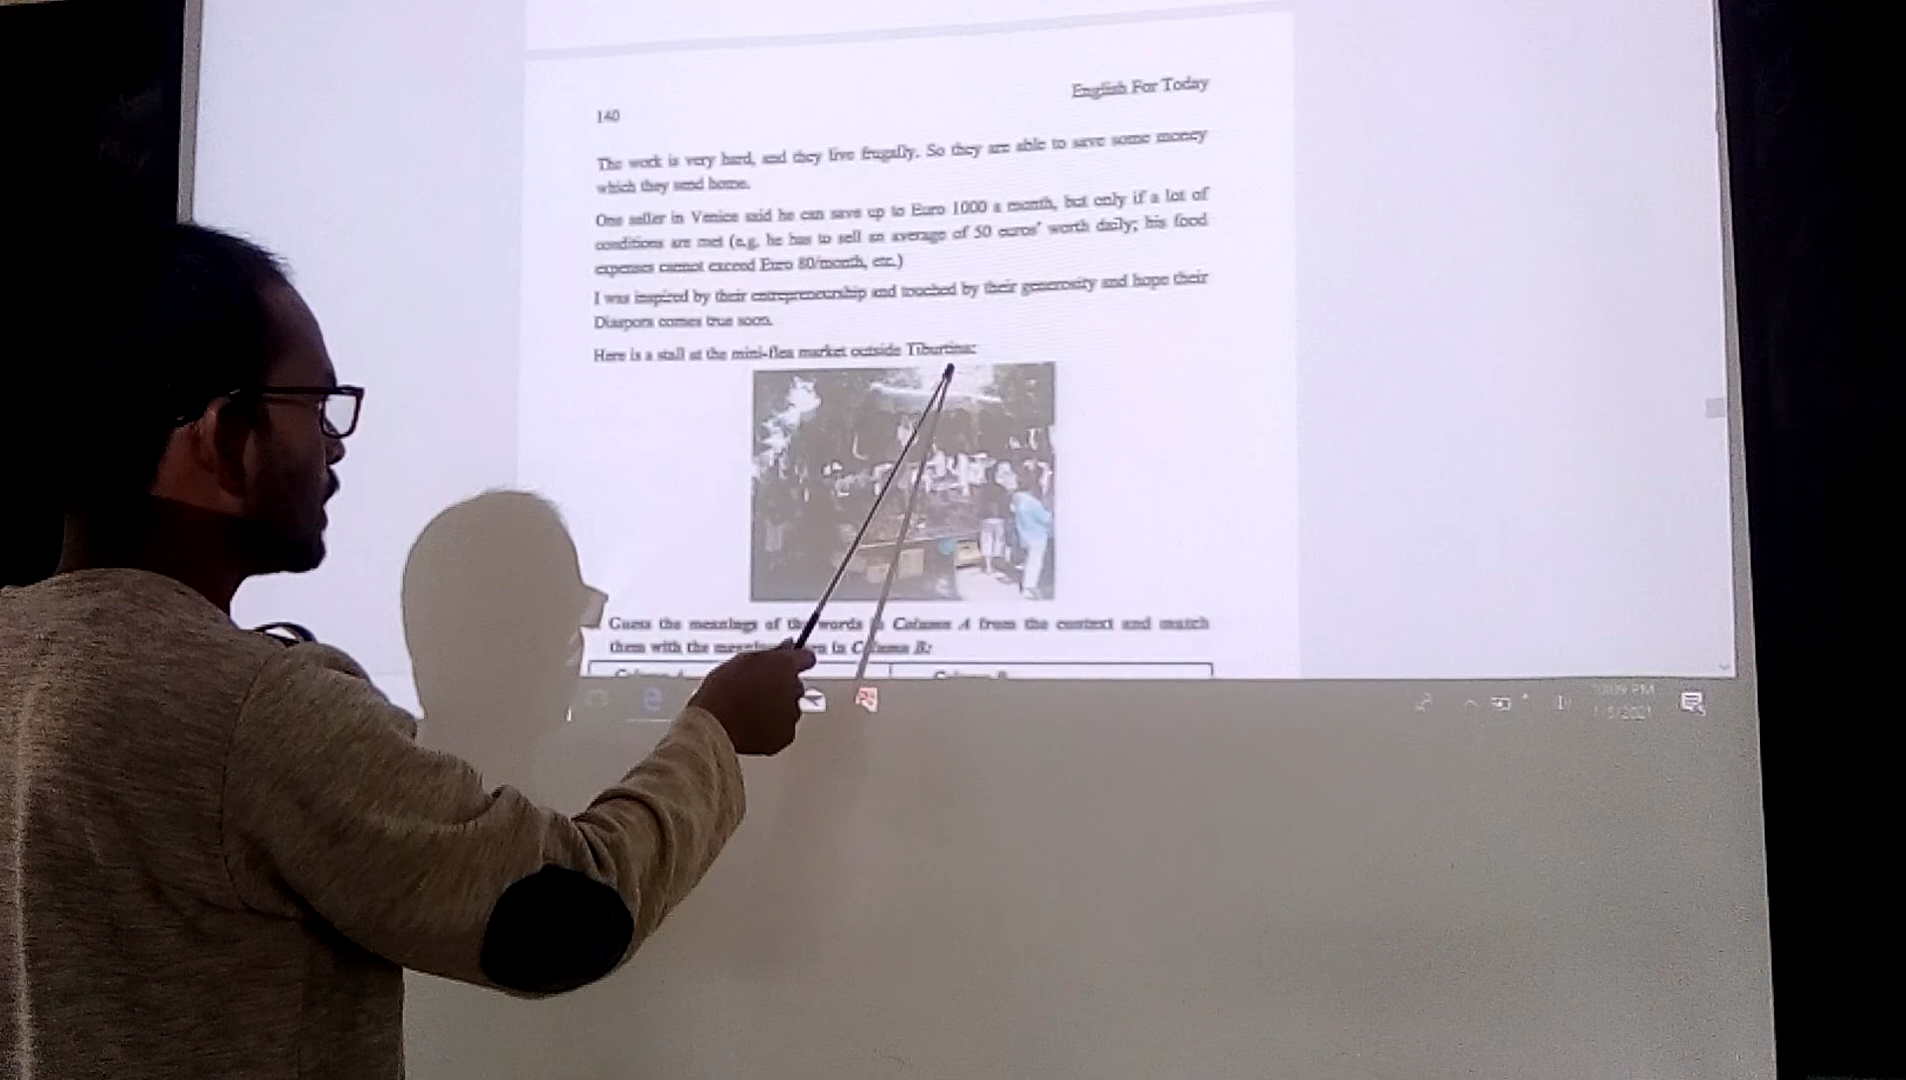 English For Today
140
The work is very hard, and they live frugally. So they are able to save some money
which they send home.
One seller in Venice said he can save up to Euro 1000 a month, but only if a lot of
conditions are met (e.g. he has to sell an average of 50 euros' worth daily; his food
expenses cannot exceed Euro 80/month, etc.)
I was inspired by their entrepreneurship and touched by their generosity and hope their
Diaspora comes true soon.
Here is a stall at the mini-flea market outside Tiburtina:
Guess the meanings of the words in Column A from the context and match
them with the in Column B:
Column A Column B
PM